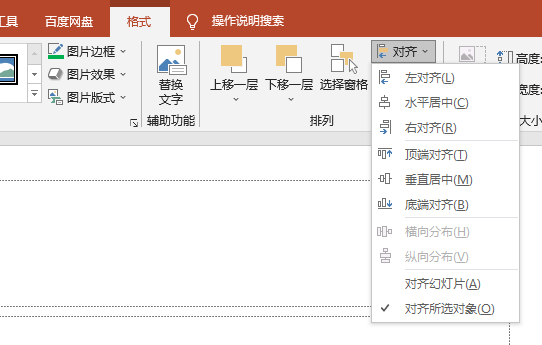 工具 百度网盘 格式 操作说明搜索
图片边框
图片效果
图片版式
替换
文字
辅助功能
上移一层
下移一层
选择窗格
排列
对齐
高度:
宽度:
大小
左对齐(L)
水平居中(C)
右对齐(R)
顶端对齐(T)
垂直居中(M)
底端对齐(B)
横向分布(H)
纵向分布(V)
对齐幻灯片(A)
对齐所选对象(O)